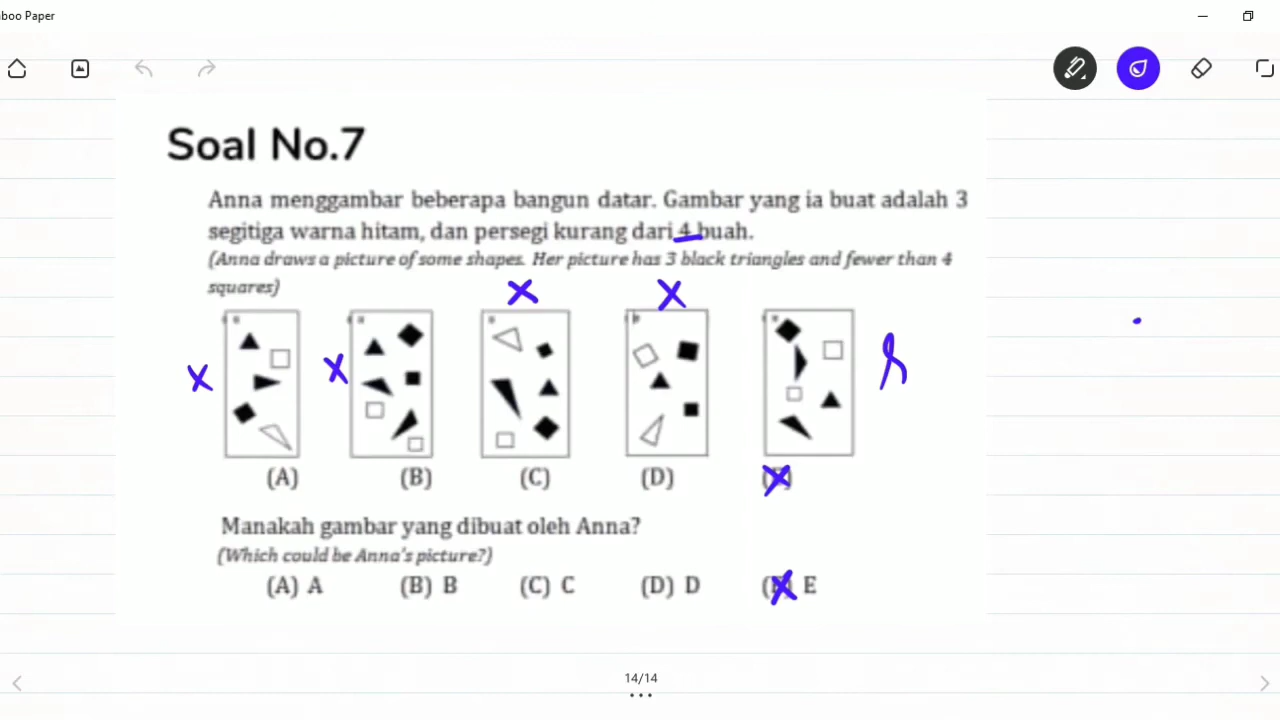 boo Paper
Soal No.7
Anna menggambar beberapa bangun datar. Gambar yang ia buat adalah 3
segitiga warna hitam, dan persegi kurang dari 4 buah.
(Anna draws a picture of some shapes. Her picture has 3 black triangles and fewer than 4
squares)
(A) (B) (C) (D)
Manakah gambar yang dibuat oleh Anna?
(Which could be Anna's picture?)
(A) A (B) B (C) C (D) D E
14/14